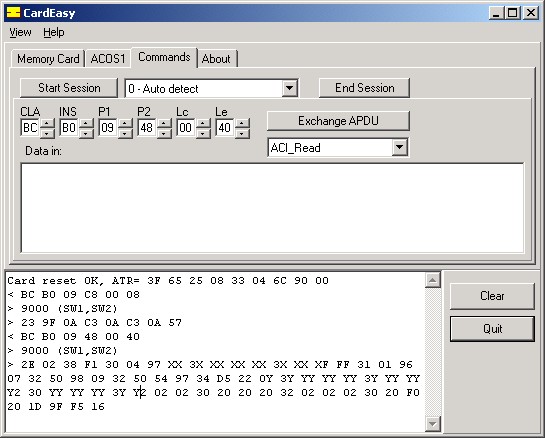 CardEasy
View Help
Memory Card ACOS1 Commands About
Start Session 0 - Auto detect End Session
CLA INS P1 P2 Lc Le
BC B0 09 48 00 40 Exchange APDU
Data in: ACI_Read
Card reset OK, ATR= 3F 65 25 08 33 04 6C 90 00
< BC B0 09 C8 00 08
> 9000 (SW1,SW2)
> 23 9F 0A C3 0A C3 0A 57
< BC B0 09 48 00 40
> 9000 (SW1,SW2)
> 2E 02 38 F1 30 04 97 XX 3X XX XX XX 3X XX XF FF 31 01 96
07 32 50 98 09 32 50 54 97 34 D5 22 0Y 3Y YY YY YY 3Y YY YY
Y2 30 YY YY YY 3Y Y2 02 02 30 20 20 20 32 02 02 02 30 20 F0
20 1D 9F F5 16
Clear
Quit